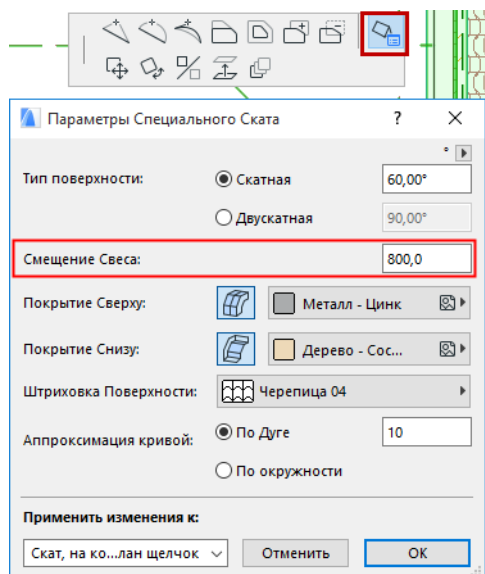 Параметры Специального Ската ?
°
Тип поверхности: Скатная 60,00°
Двускатная 90,00°
Смещение Свеса: 800,0
Покрытие Сверху: Металл - Цинк
Покрытие Снизу: Дерево - Сос...
Штриховка Поверхности: Черепица 04
Аппроксимация кривой: По Дуге 10
По окружности
Применить изменения к:
Скат, на ко...лан щелчок Отменить OK